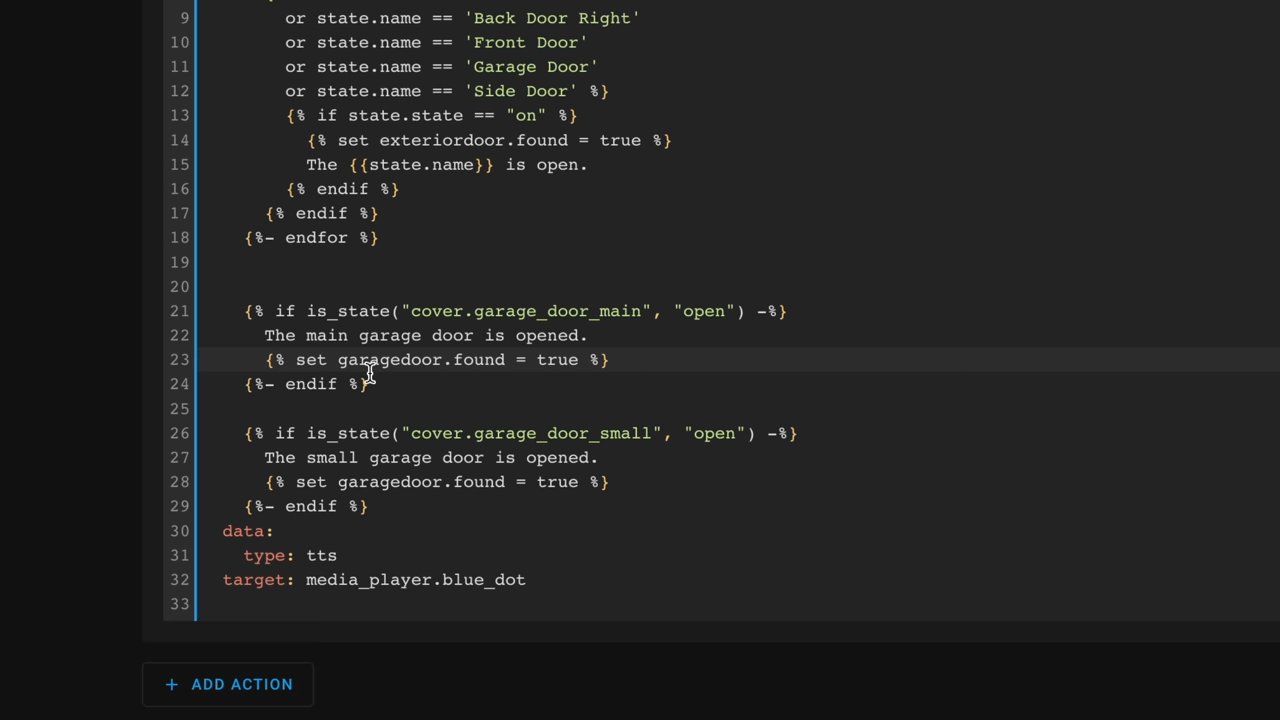 9 or state.name == 'Back Door Right'
10 or state.name == 'Front Door'
11 or state.name == 'Garage Door'
12 or state.name == 'Side Door' %}
13 {% if state.state == "on" %}
14 {% set exteriordoor.found = true %}
15 The {{state.name}} is open.
16 {% endif %}
17 {% endif %}
18 {%- endfor %}
19
20
21 {% if is_state("cover.garage_door_main", "open") -%}
22 The main garage door is opened.
23 {% set garagedoor.found = true %}
24 {%- endif %}
25
26 {% if is_state("cover.garage_door_small", "open") -%}
27 The small garage door is opened.
28 {% set garagedoor.found = true %}
29 {%- endif %}
30 data:
31 type: tts
32 target: media_player.blue_dot
33
+ ADD ACTION